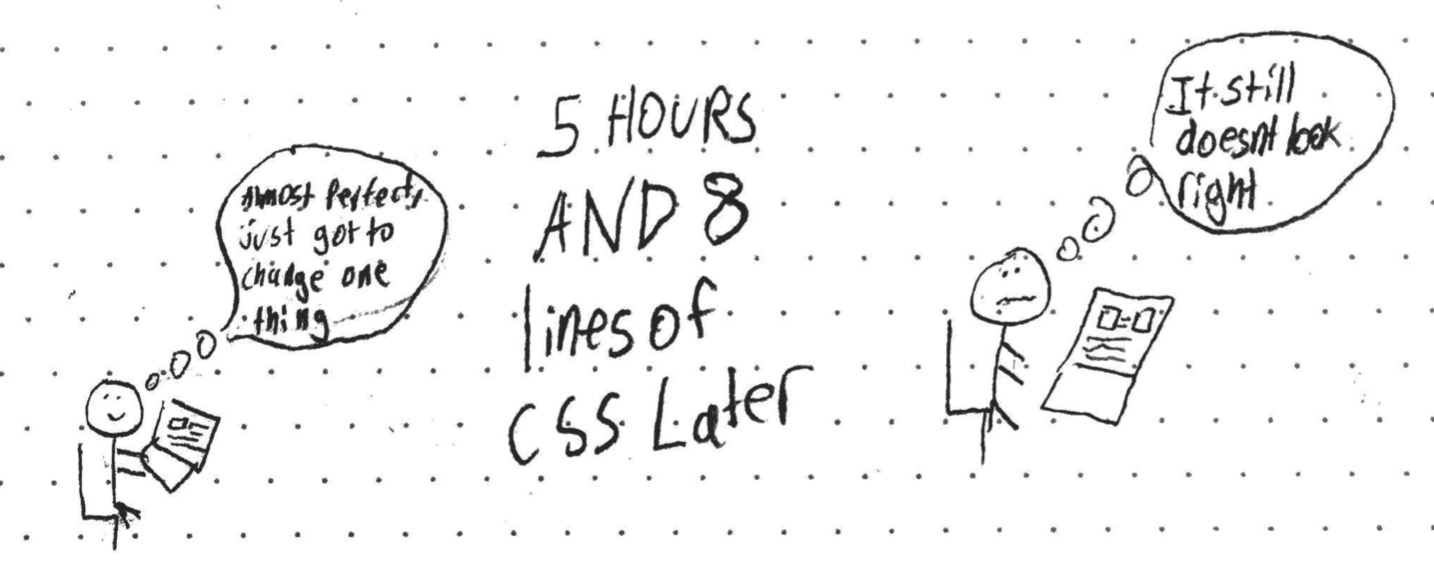 Almost Perfect,
just got to
change one
thing
5 HOURS
AND 8
lines of
CSS Later
It still
doesnt look
right